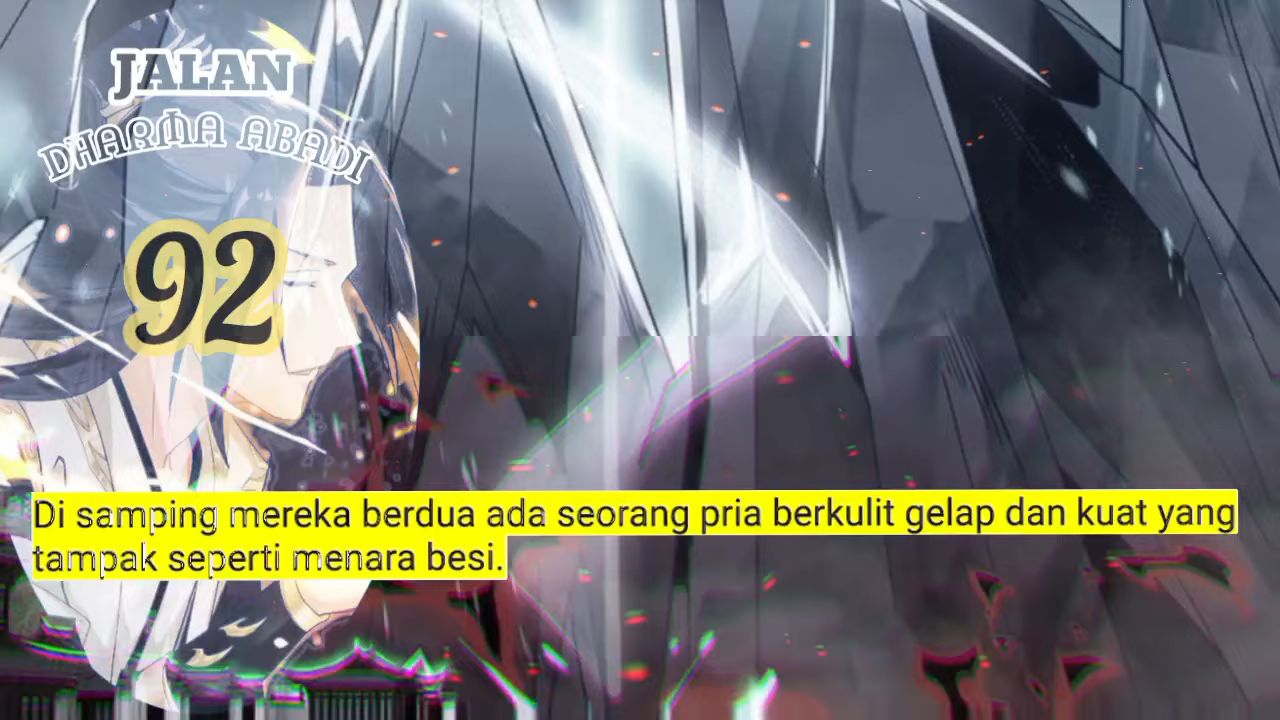 JALAN
DHARMA ABADI
92
Di samping mereka berdua ada seorang pria berkulit gelap dan kuat yang
tampak seperti menara besi.